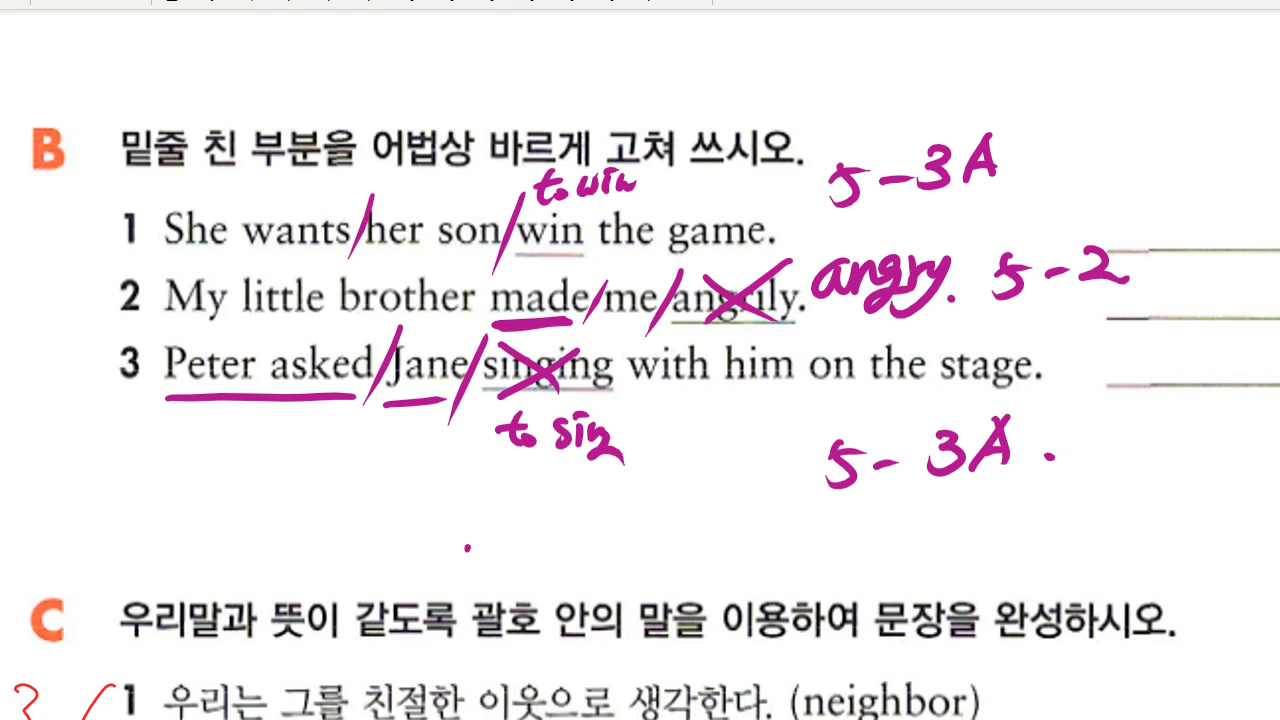 B 밑줄 친 부분을 어법상 바르게 고쳐 쓰시오.
5-3A
to win
1 She wants/her son/win the game.
angry. 5-2
2 My little brother made/me/angrily.
3 Peter asked/Jane/singing with him on the stage.
to sing
5-3A.
C 우리말과 뜻이 같도록 괄호 안의 말을 이용하여 문장을 완성하시오.
1 우리는 그를 친절한 이웃으로 생각한다. (neighbor)